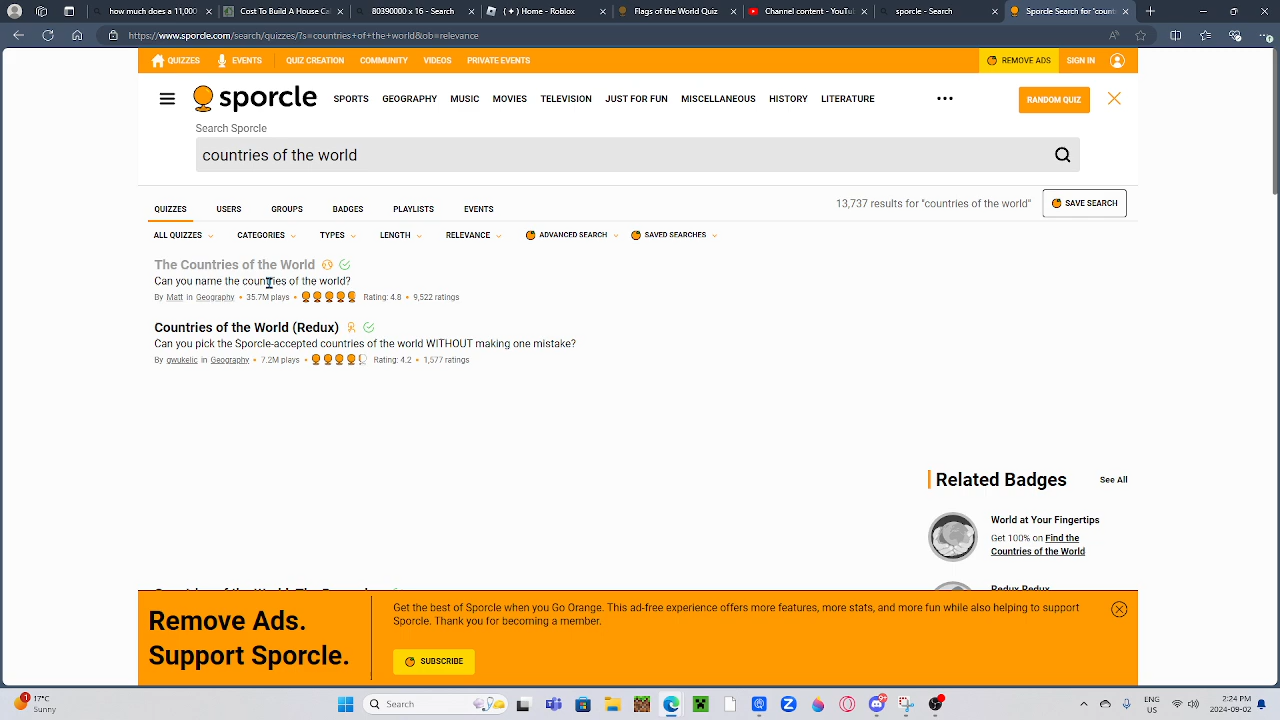 how much does a 11,000
Copy of Taking A House Ca
80390000 x 16 - Search
( ✦ ) Home - Roblox
Flags of the World Quiz
Channel content - YouTu
sporcle - Search
Sporcle Search for "count
https://www.sporcle.com/search/quizzes/?s=countries+of+the+world&ob=relevance
QUIZZES EVENTS QUIZ CREATION COMMUNITY VIDEOS PRIVATE EVENTS REMOVE ADS SIGN IN
sporcle SPORTS GEOGRAPHY MUSIC MOVIES TELEVISION JUST FOR FUN MISCELLANEOUS HISTORY LITERATURE ••• RANDOM QUIZ
Search Sporcle
countries of the world
QUIZZES USERS GROUPS BADGES PLAYLISTS EVENTS 13,737 results for "countries of the world" SAVE SEARCH
ALL QUIZZES CATEGORIES TYPES LENGTH RELEVANCE ADVANCED SEARCH SAVED SEARCHES
The Countries of the World
Can you name the countries of the world?
By Matt in Geography • 35.7M plays • Rating: 4.8 • 9,522 ratings
Countries of the World (Redux)
Can you pick the Sporcle-accepted countries of the world WITHOUT making one mistake?
By gwukelic in Geography • 7.2M plays • Rating: 4.2 • 1,577 ratings
Related Badges See All
World at Your Fingertips
Get 100% on Find the
Countries of the World
Redux Redux
Remove Ads.
Support Sporcle.
Get the best of Sporcle when you Go Orange. This ad-free experience offers more features, more stats, and more fun while also helping to support
Sporcle. Thank you for becoming a member.
SUBSCRIBE
17°C
Sunny
Search
ENG
US
2:24 PM
2024-09-02